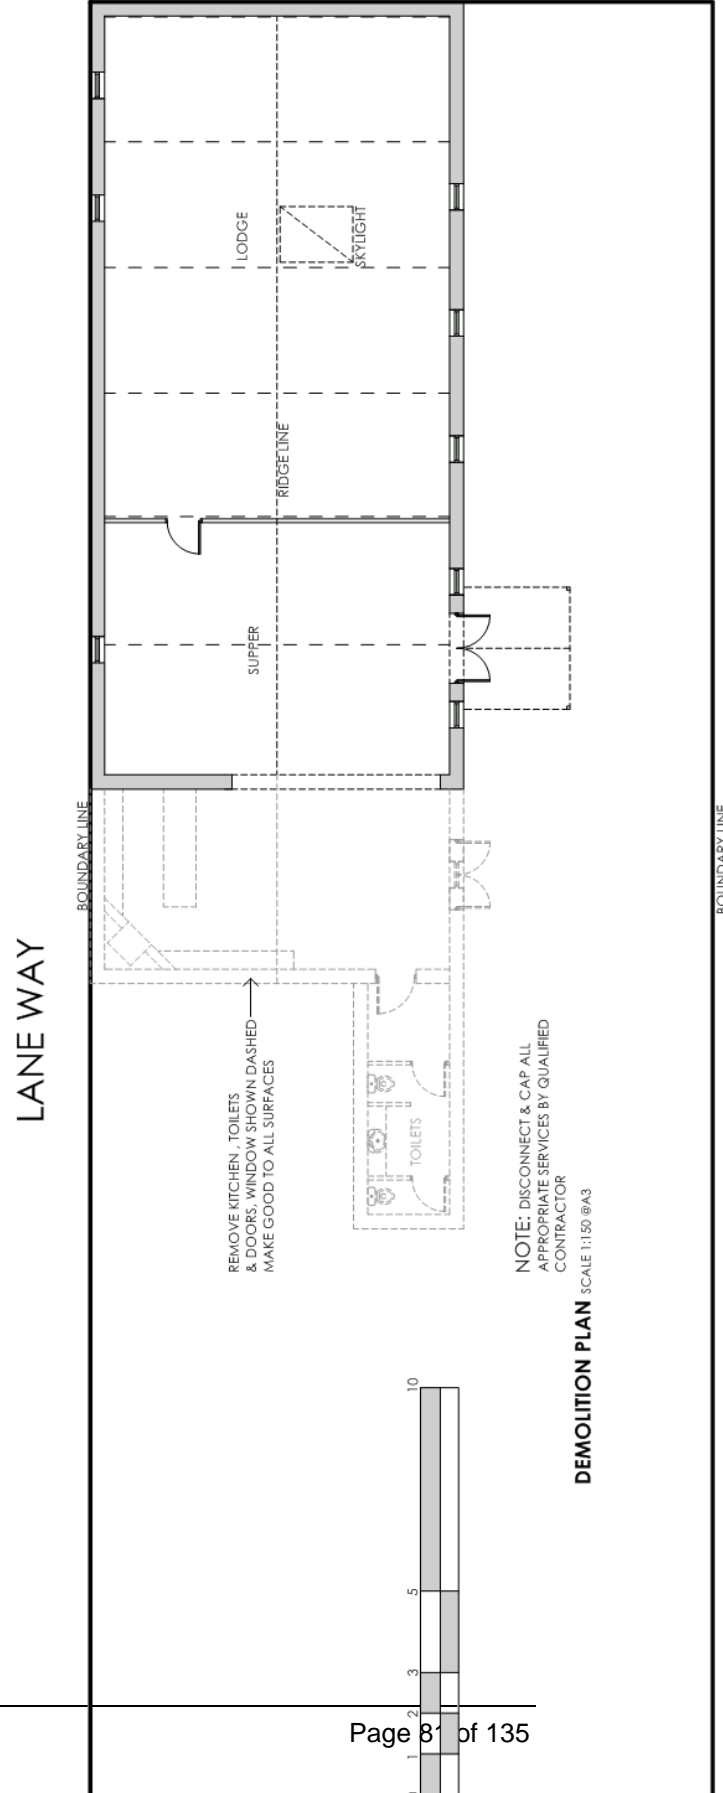 LODGE
SKYLIGHT
RIDGE LINE
SUPPER
BOUNDARY LINE
BOUNDARY LINE
LANE WAY
REMOVE KITCHEN , TOILETS
& DOORS, WINDOW SHOWN DASHED
MAKE GOOD TO ALL SURFACES
TOILETS
NOTE: DISCONNECT & CAP ALL
APPROPRIATE SERVICES BY QUALIFIED
CONTRACTOR
DEMOLITION PLAN SCALE 1:150 @A3
10
5
3
2
1
Page 81 of 135